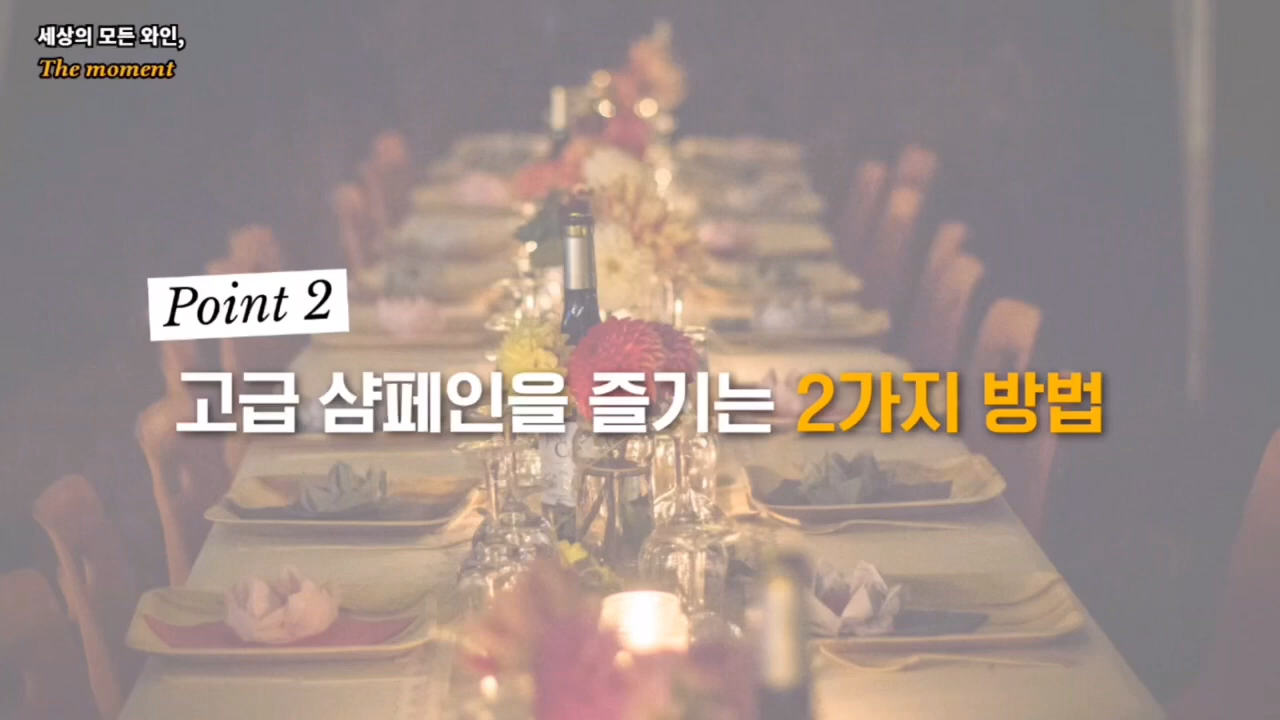 세상의 모든 와인,
The moment
Point 2
고급 샴페인을 즐기는 2가지 방법